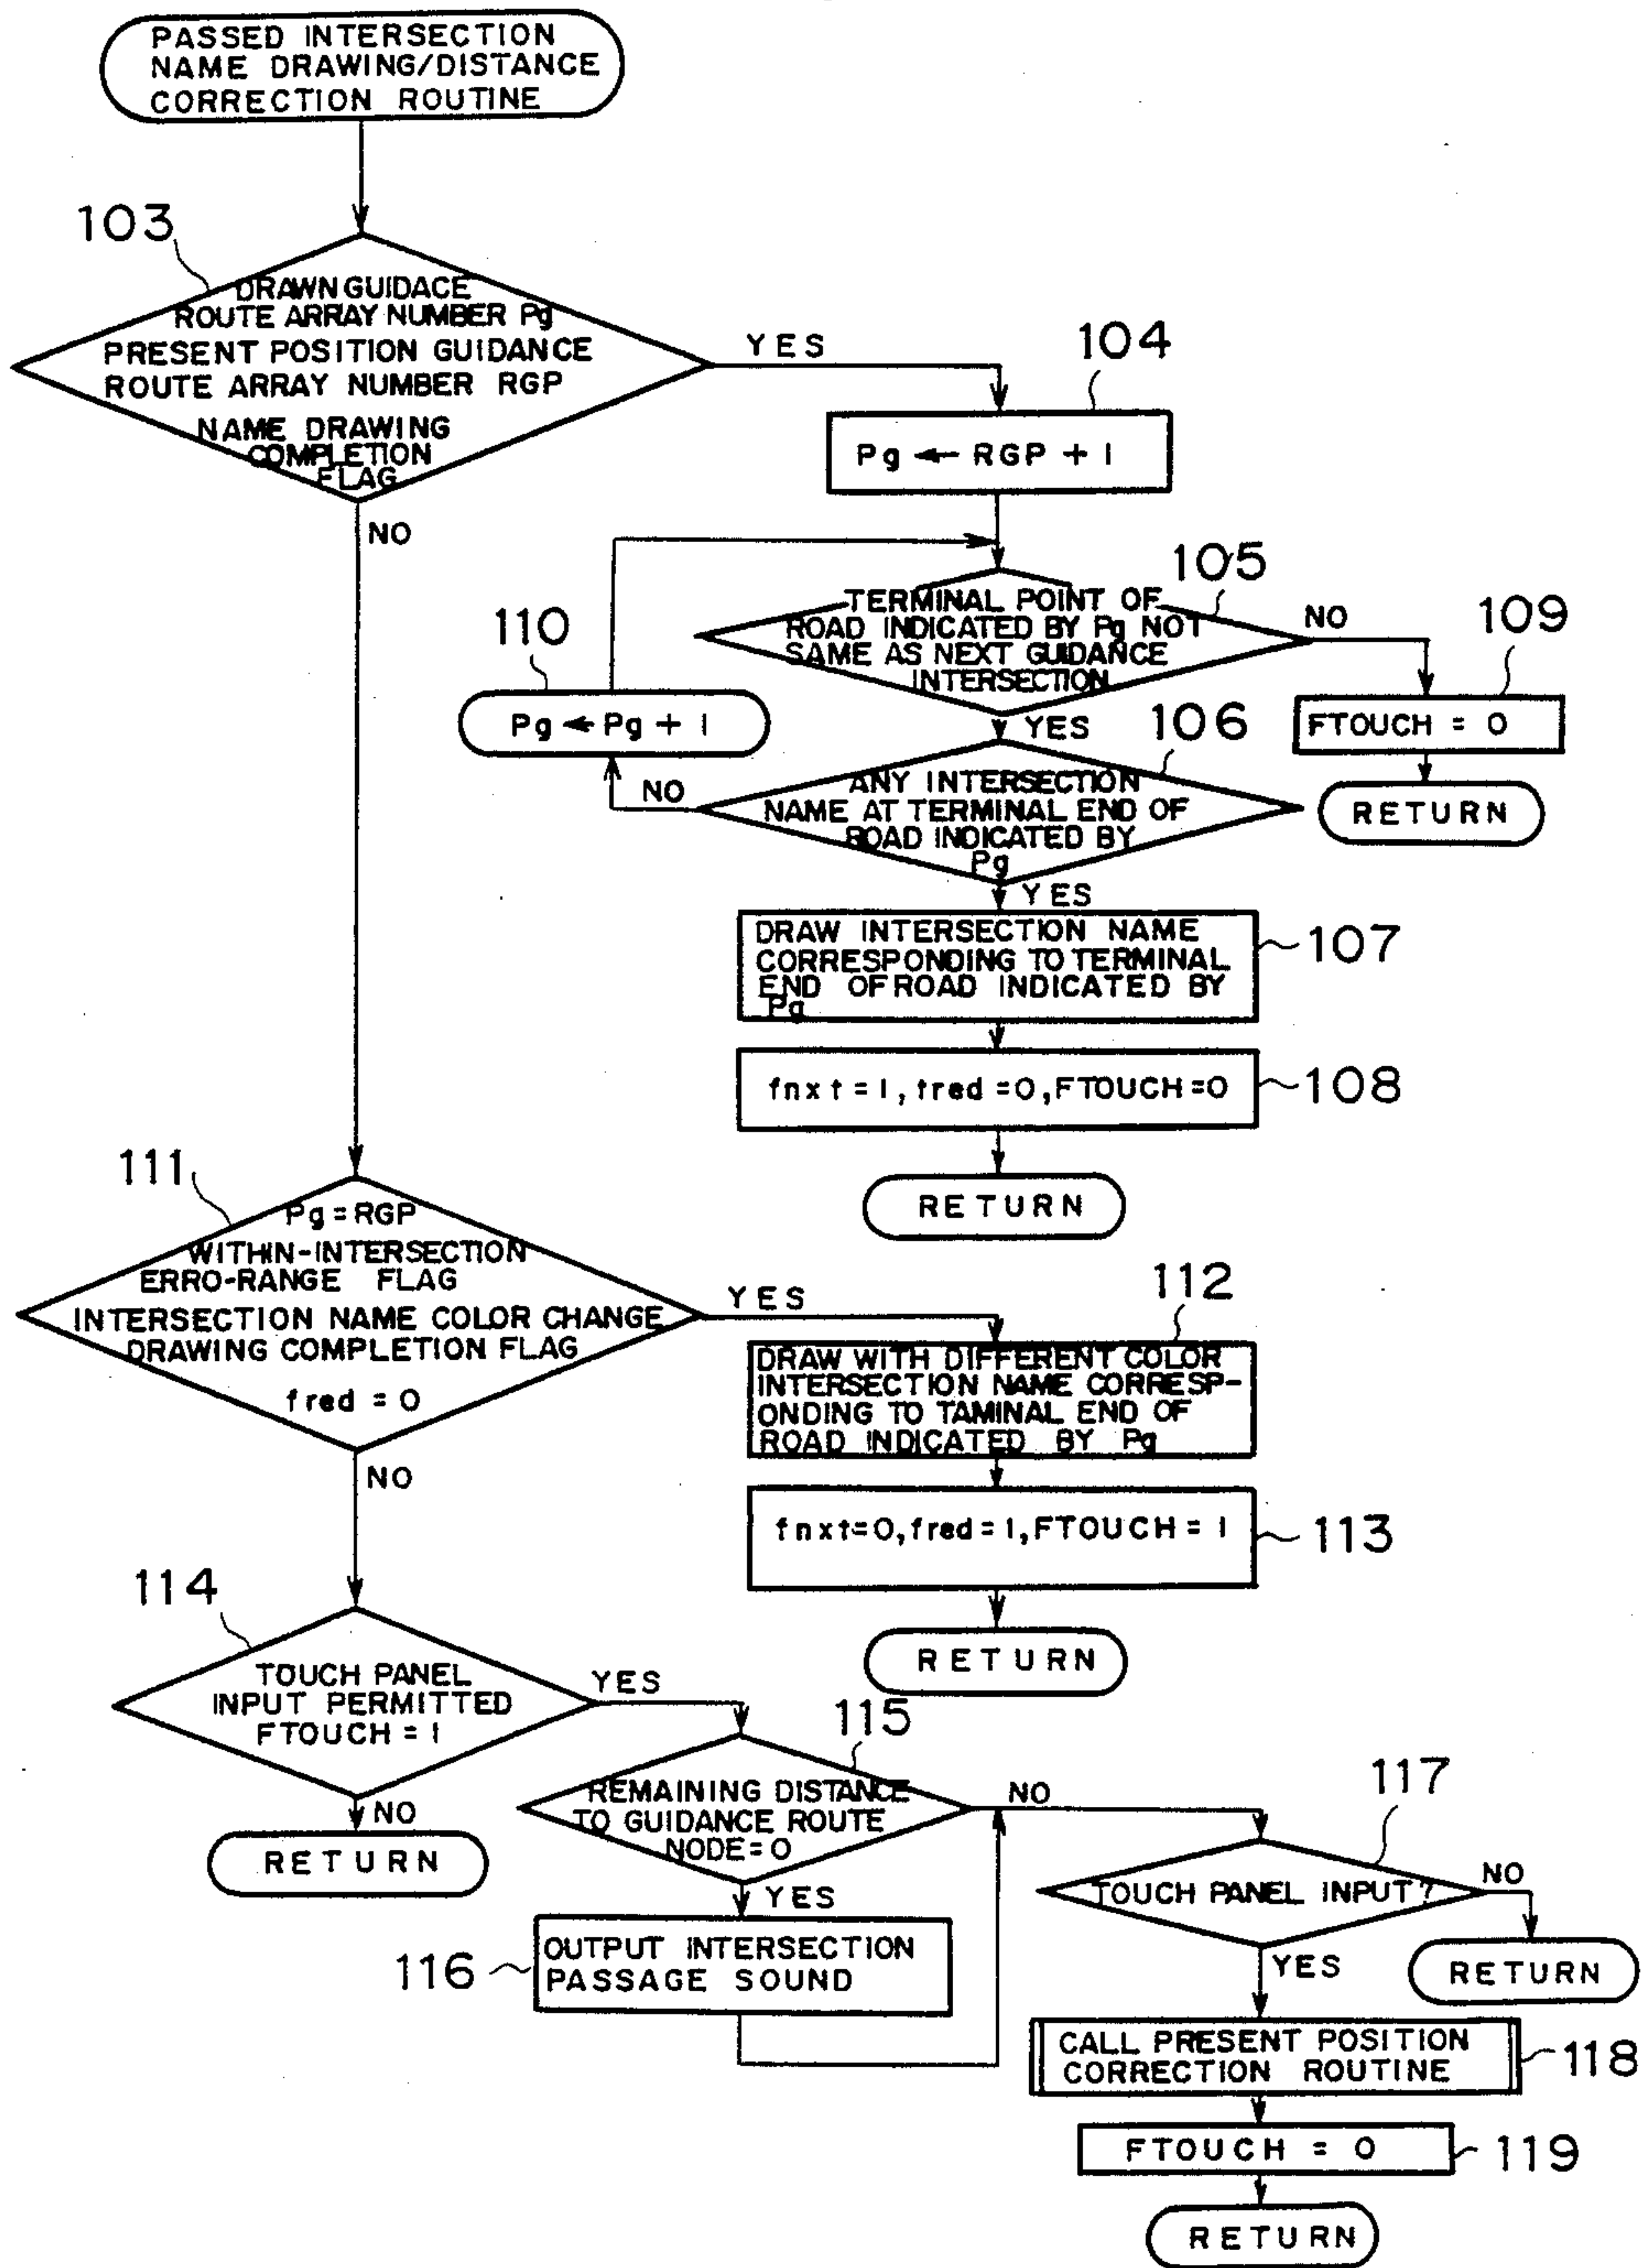 PASSED INTERSECTION
NAME DRAWING/DISTANCE
CORRECTION ROUTINE
103
DRAWN GUIDACE
ROUTE ARRAY NUMBER Pg
PRESENT POSITION GUIDANCE
ROUTE ARRAY NUMBER RGP
NAME DRAWING
COMPLETION
FLAG
YES
NO
104
Pg ← RGP + 1
105
TERMINAL POINT OF
ROAD INDICATED BY Pg NOT
SAME AS NEXT GUIDANCE
INTERSECTION
NO
109
FTOUCH = 0
RETURN
110
Pg ← Pg + 1
YES
106
ANY INTERSECTION
NAME AT TERMINAL END OF
ROAD INDICATED BY
Pg
NO
YES
DRAW INTERSECTION NAME
CORRESPONDING TO TERMINAL
END OF ROAD INDICATED BY
Pg
107
fnxt=1, fred=0, FTOUCH=0
108
RETURN
111
Pg = RGP
WITHIN-INTERSECTION
ERRO-RANGE FLAG
INTERSECTION NAME COLOR CHANGE
DRAWING COMPLETION FLAG
fred = 0
YES
NO
112
DRAW WITH DIFFERENT COLOR
INTERSECTION NAME CORRESP-
ONDING TO TAMINAL END OF
ROAD INDICATED BY Pg
fnxt=0, fred=1, FTOUCH = 1
113
RETURN
114
TOUCH PANEL
INPUT PERMITTED
FTOUCH = 1
YES
NO
RETURN
115
REMAINING DISTANCE
TO GUIDANCE ROUTE
NODE=0
NO
YES
116
OUTPUT INTERSECTION
PASSAGE SOUND
117
TOUCH PANEL INPUT?
NO
RETURN
YES
CALL PRESENT POSITION
CORRECTION ROUTINE
118
FTOUCH = 0
119
RETURN